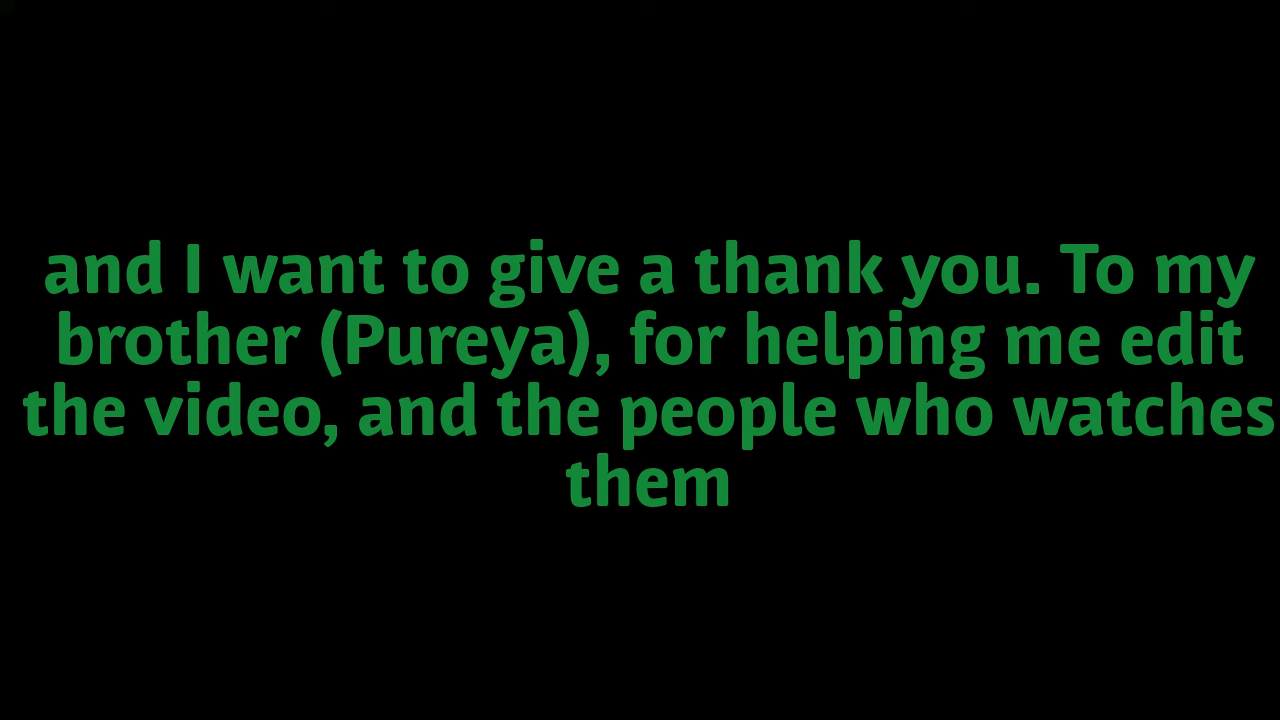 and I want to give a thank you. To my
brother (Pureya), for helping me edit
the video, and the people who watches
them